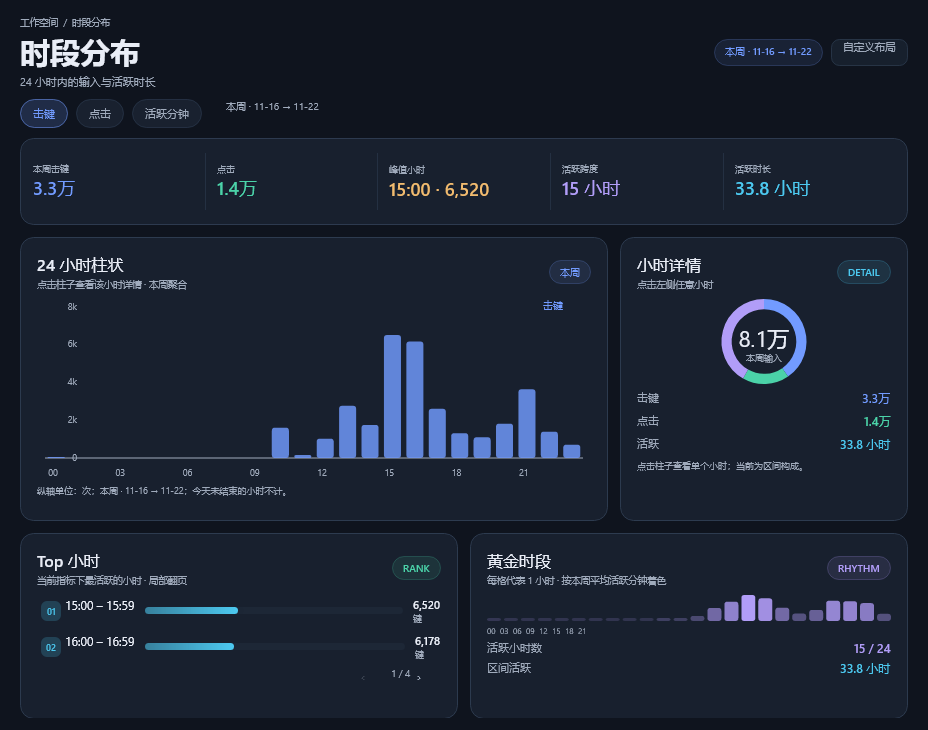 工作空间 / 时段分布
时段分布
24 小时内的输入与活跃时长
本周 · 11-16 → 11-22
自定义布局
击键
点击
活跃分钟
本周 · 11-16 → 11-22
本周击键
3.3万
点击
1.4万
峰值小时
15:00 · 6,520
活跃跨度
15 小时
活跃时长
33.8 小时
24 小时柱状
点击柱子查看该小时详情 · 本周聚合
本周
击键
8k
6k
4k
2k
0
00 03 06 09 12 15 18 21
纵轴单位：次；本周 · 11-16 → 11-22；今天未结束的小时不计。
小时详情
点击左侧任意小时
DETAIL
8.1万
本周输入
击键 3.3万
点击 1.4万
活跃 33.8 小时
点击柱子查看单个小时；当前为区间构成。
Top 小时
当前指标下最活跃的小时 · 局部翻页
RANK
01 15:00 – 15:59 6,520
键
02 16:00 – 16:59 6,178
键
‹ 1 / 4 ›
黄金时段
每格代表 1 小时 · 按本周平均活跃分钟着色
RHYTHM
00 03 06 09 12 15 18 21
活跃小时数 15 / 24
区间活跃 33.8 小时